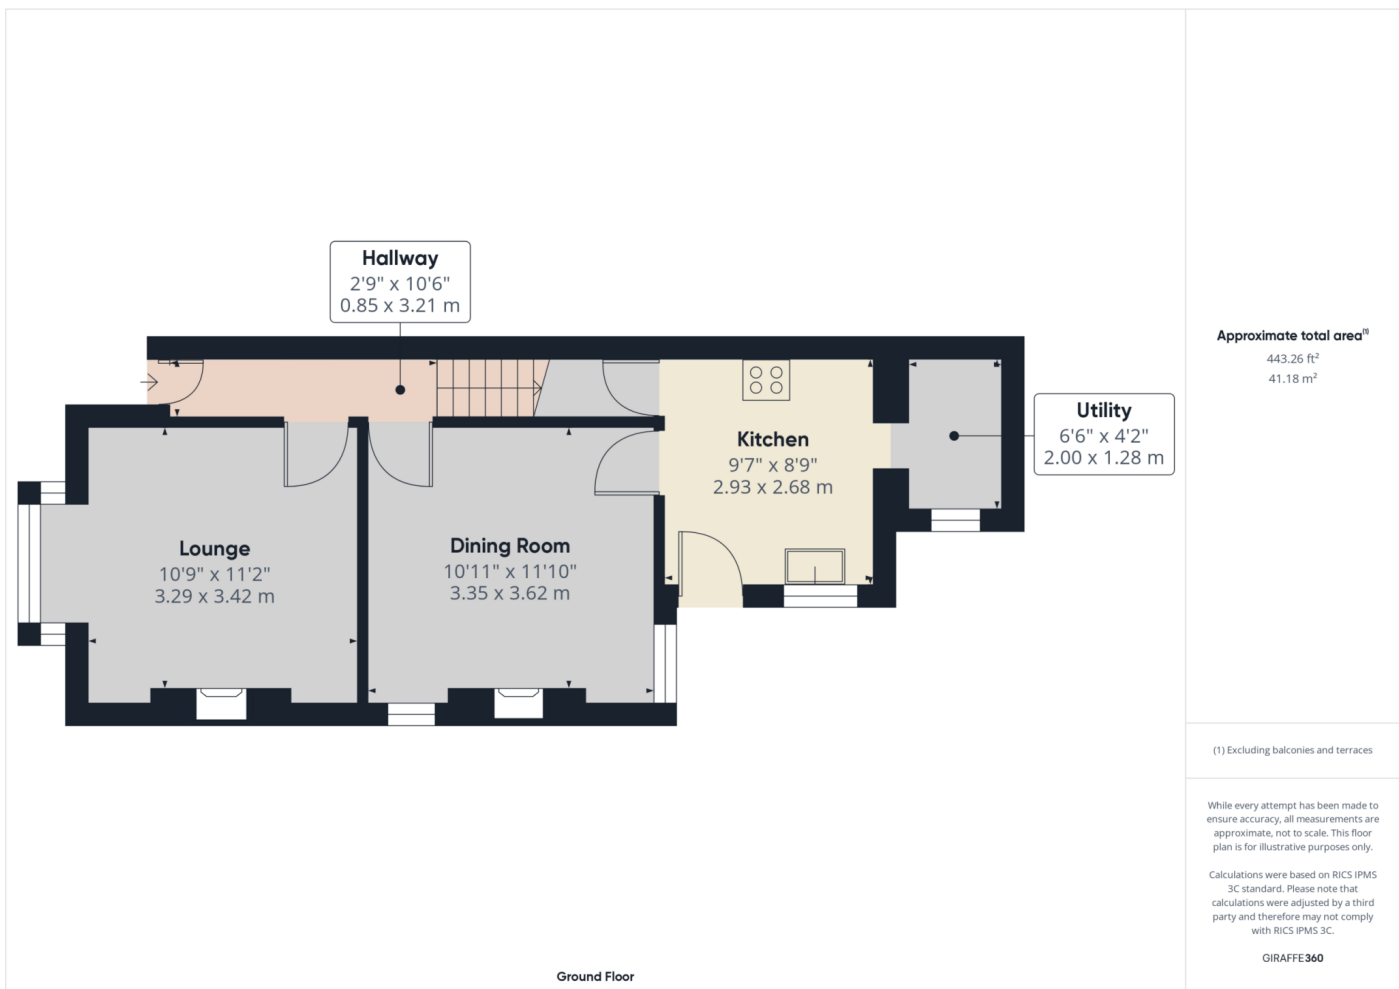 Hallway
2'9" x 10'6"
0.85 x 3.21 m
Lounge
10'9" x 11'2"
3.29 x 3.42 m
Dining Room
10'11" x 11'10"
3.35 x 3.62 m
Kitchen
9'7" x 8'9"
2.93 x 2.68 m
Utility
6'6" x 4'2"
2.00 x 1.28 m
Ground Floor
Approximate total area(1)
443.26 ft²
41.18 m²
(1) Excluding balconies and terraces
While every attempt has been made to
ensure accuracy, all measurements are
approximate, not to scale. This floor
plan is for illustrative purposes only.
Calculations were based on RICS IPMS
3C standard. Please note that
calculations were adjusted by a third
party and therefore may not comply
with RICS IPMS 3C.
GIRAFFE360